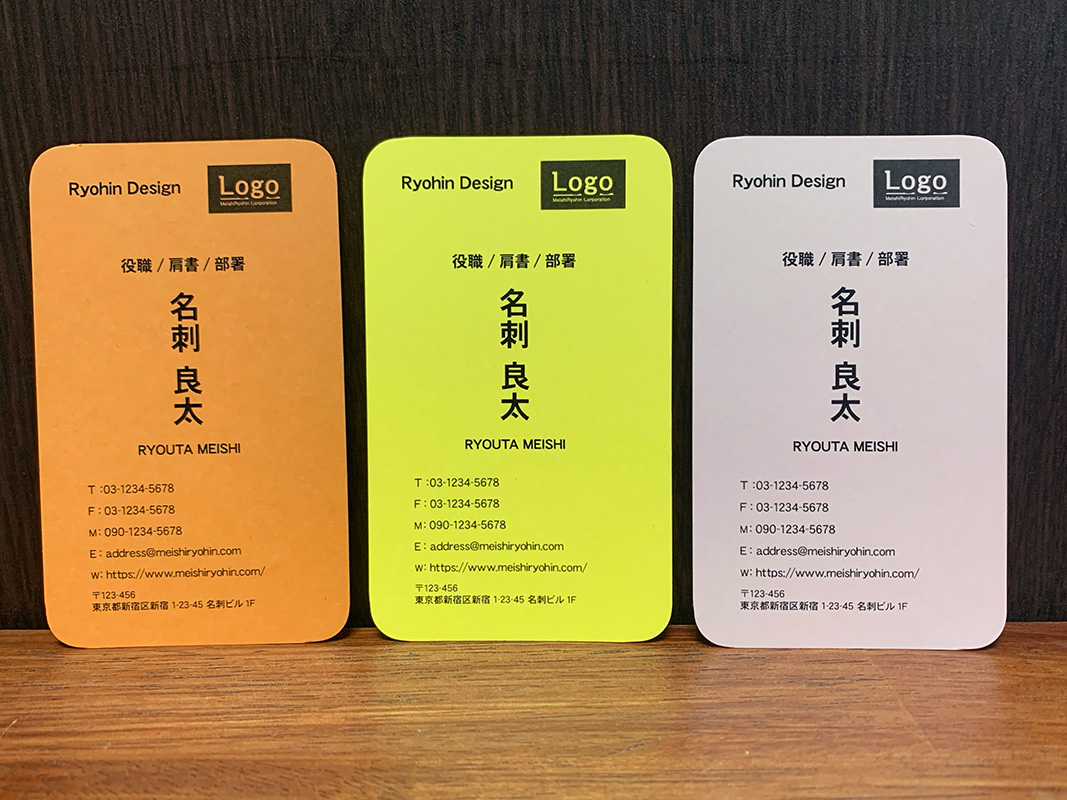 Ryohin Design
Logo
MeishiRyohin Corporation
役職 / 肩書 / 部署
名刺 良太
RYOUTA MEISHI
T :03-1234-5678
F : 03-1234-5678
M: 090-1234-5678
E : address@meishiryohin.com
W: https://www.meishiryohin.com/
〒123-456
東京都新宿区新宿 1-23-45 名刺ビル 1F
Ryohin Design
Logo
MeishiRyohin Corporation
役職 / 肩書 / 部署
名刺 良太
RYOUTA MEISHI
T :03-1234-5678
F : 03-1234-5678
M: 090-1234-5678
E : address@meishiryohin.com
W: https://www.meishiryohin.com/
〒123-456
東京都新宿区新宿 1-23-45 名刺ビル 1F
Ryohin Design
Logo
MeishiRyohin Corporation
役職 / 肩書 / 部署
名刺 良太
RYOUTA MEISHI
T :03-1234-5678
F : 03-1234-5678
M: 090-1234-5678
E : address@meishiryohin.com
W: https://www.meishiryohin.com/
〒123-456
東京都新宿区新宿 1-23-45 名刺ビル 1F